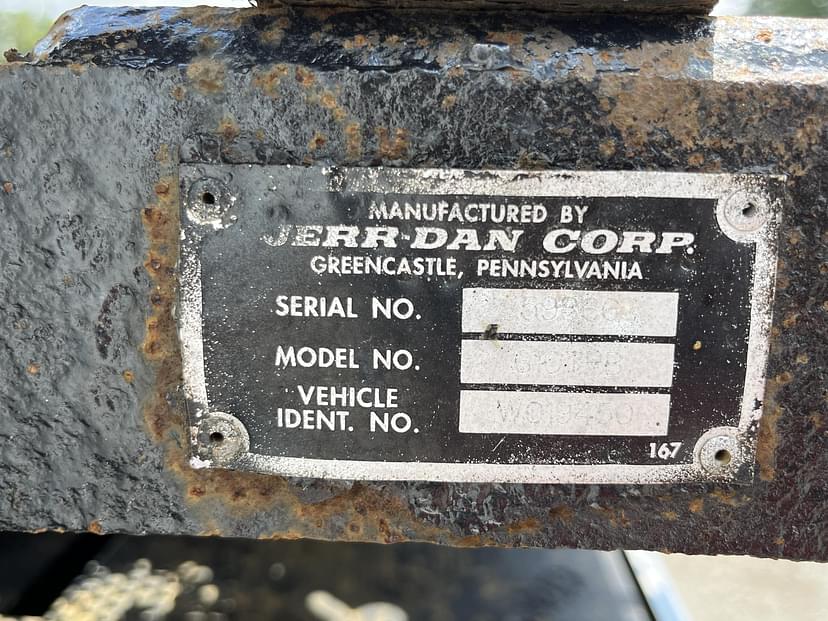 MANUFACTURED BY
JERR-DAN CORP.
GREENCASTLE, PENNSYLVANIA
SERIAL NO.
MODEL NO.
VEHICLE
IDENT. NO.
167